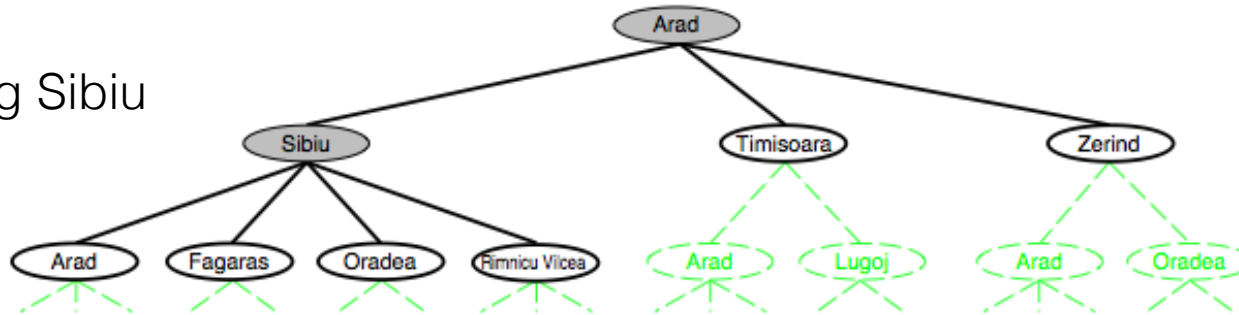 Arad
g Sibiu
Sibiu Timisoara Zerind
Arad Fagaras Oradea Rimnicu Vilcea Arad Lugoj Arad Oradea